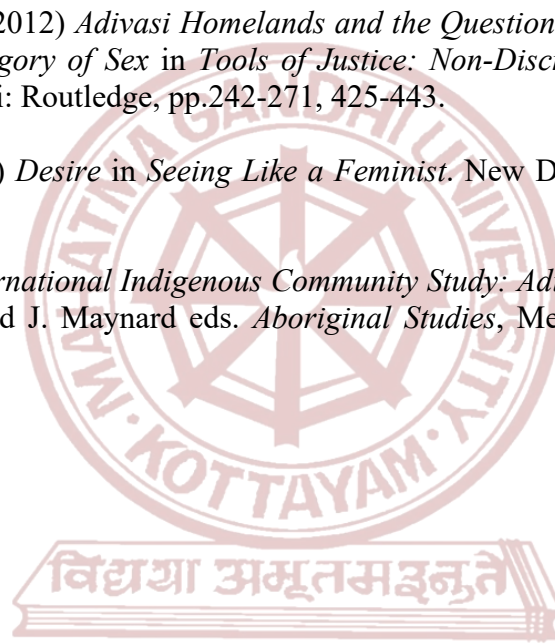 2012) Adivasi Homelands and the Question
gory of Sex in Tools of Justice: Non-Discr
i: Routledge, pp.242-271, 425-443.
) Desire in Seeing Like a Feminist. New D
rnational Indigenous Community Study: Adi
d J. Maynard eds. Aboriginal Studies, Me
MAHATMA GANDHI UNIVERSITY
KOTTAYAM
विद्यया अमृतमश्नुते